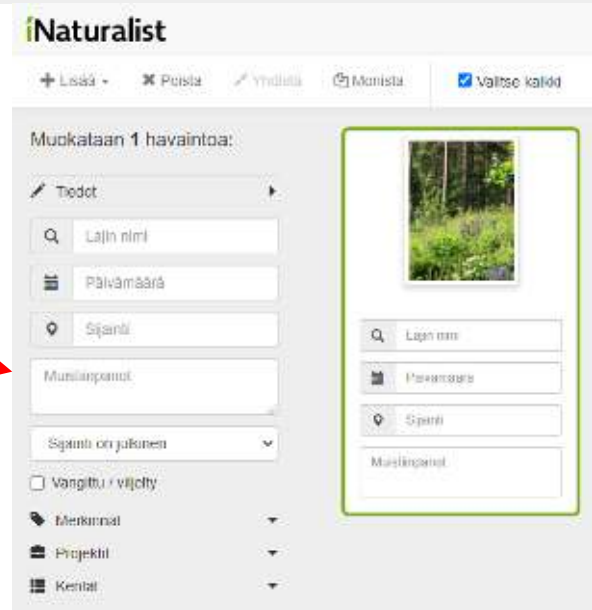 iNaturalist
Lisää Poista Yhdistä Monista Valitse kaikki
Muokataan 1 havaintoa:
Tiedot
Lajin nimi
Päivämäärä
Sijainti
Muistiinpanot
Sijainti on julkinen
Vangittu / viljelty
Merkinnät
Projektit
Kentät
Lajin nimi
Päivämäärä
Sijainti
Muistiinpanot